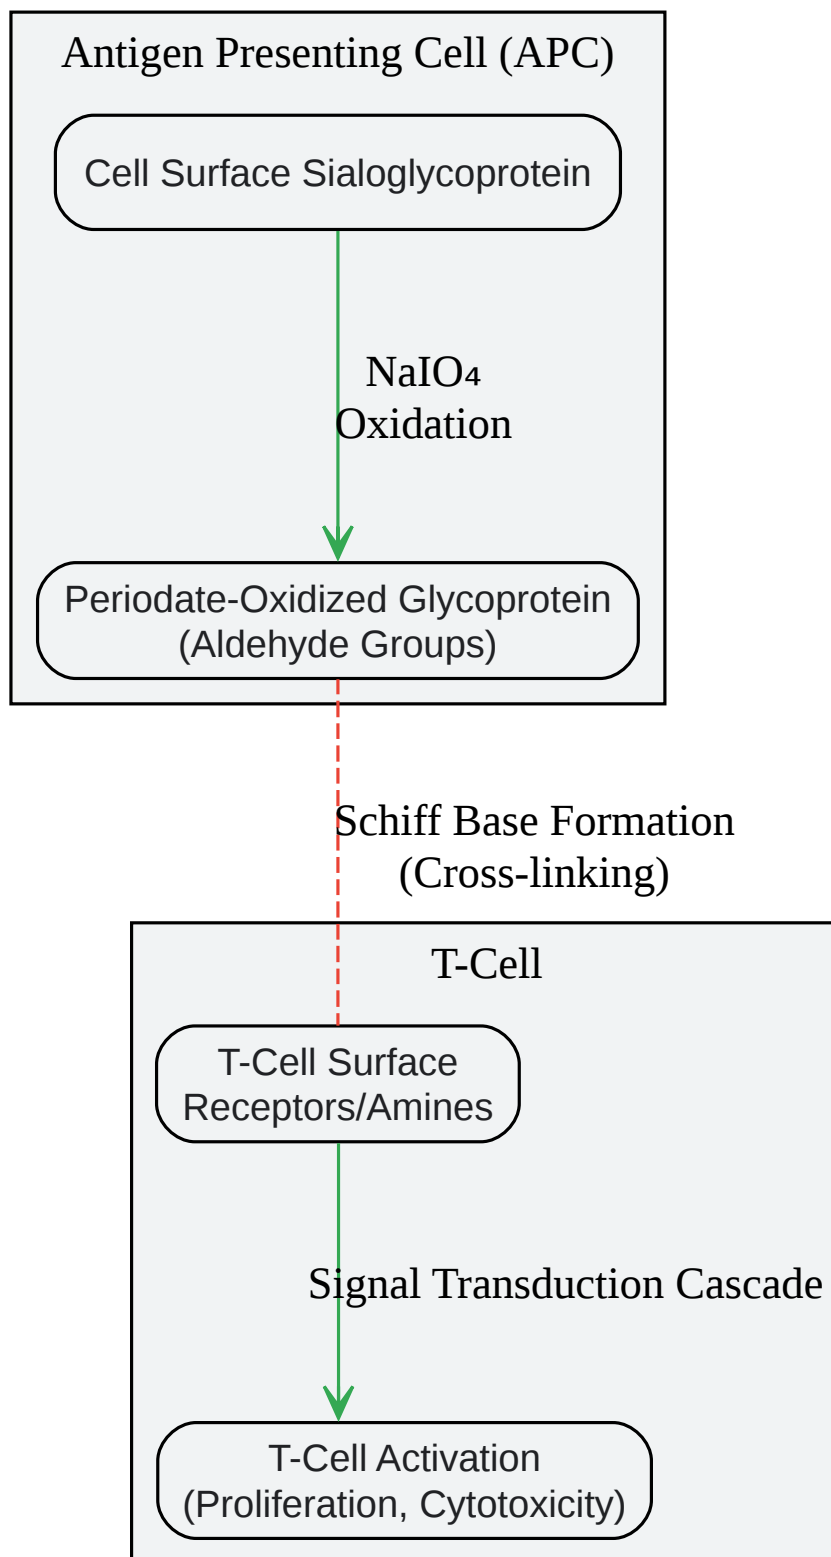 Antigen Presenting Cell (APC)
Cell Surface Sialoglycoprotein
NaIO₄
Oxidation
Periodate-Oxidized Glycoprotein
(Aldehyde Groups)
Schiff Base Formation
(Cross-linking)
T-Cell
T-Cell Surface
Receptors/Amines
Signal Transduction Cascade
T-Cell Activation
(Proliferation, Cytotoxicity)